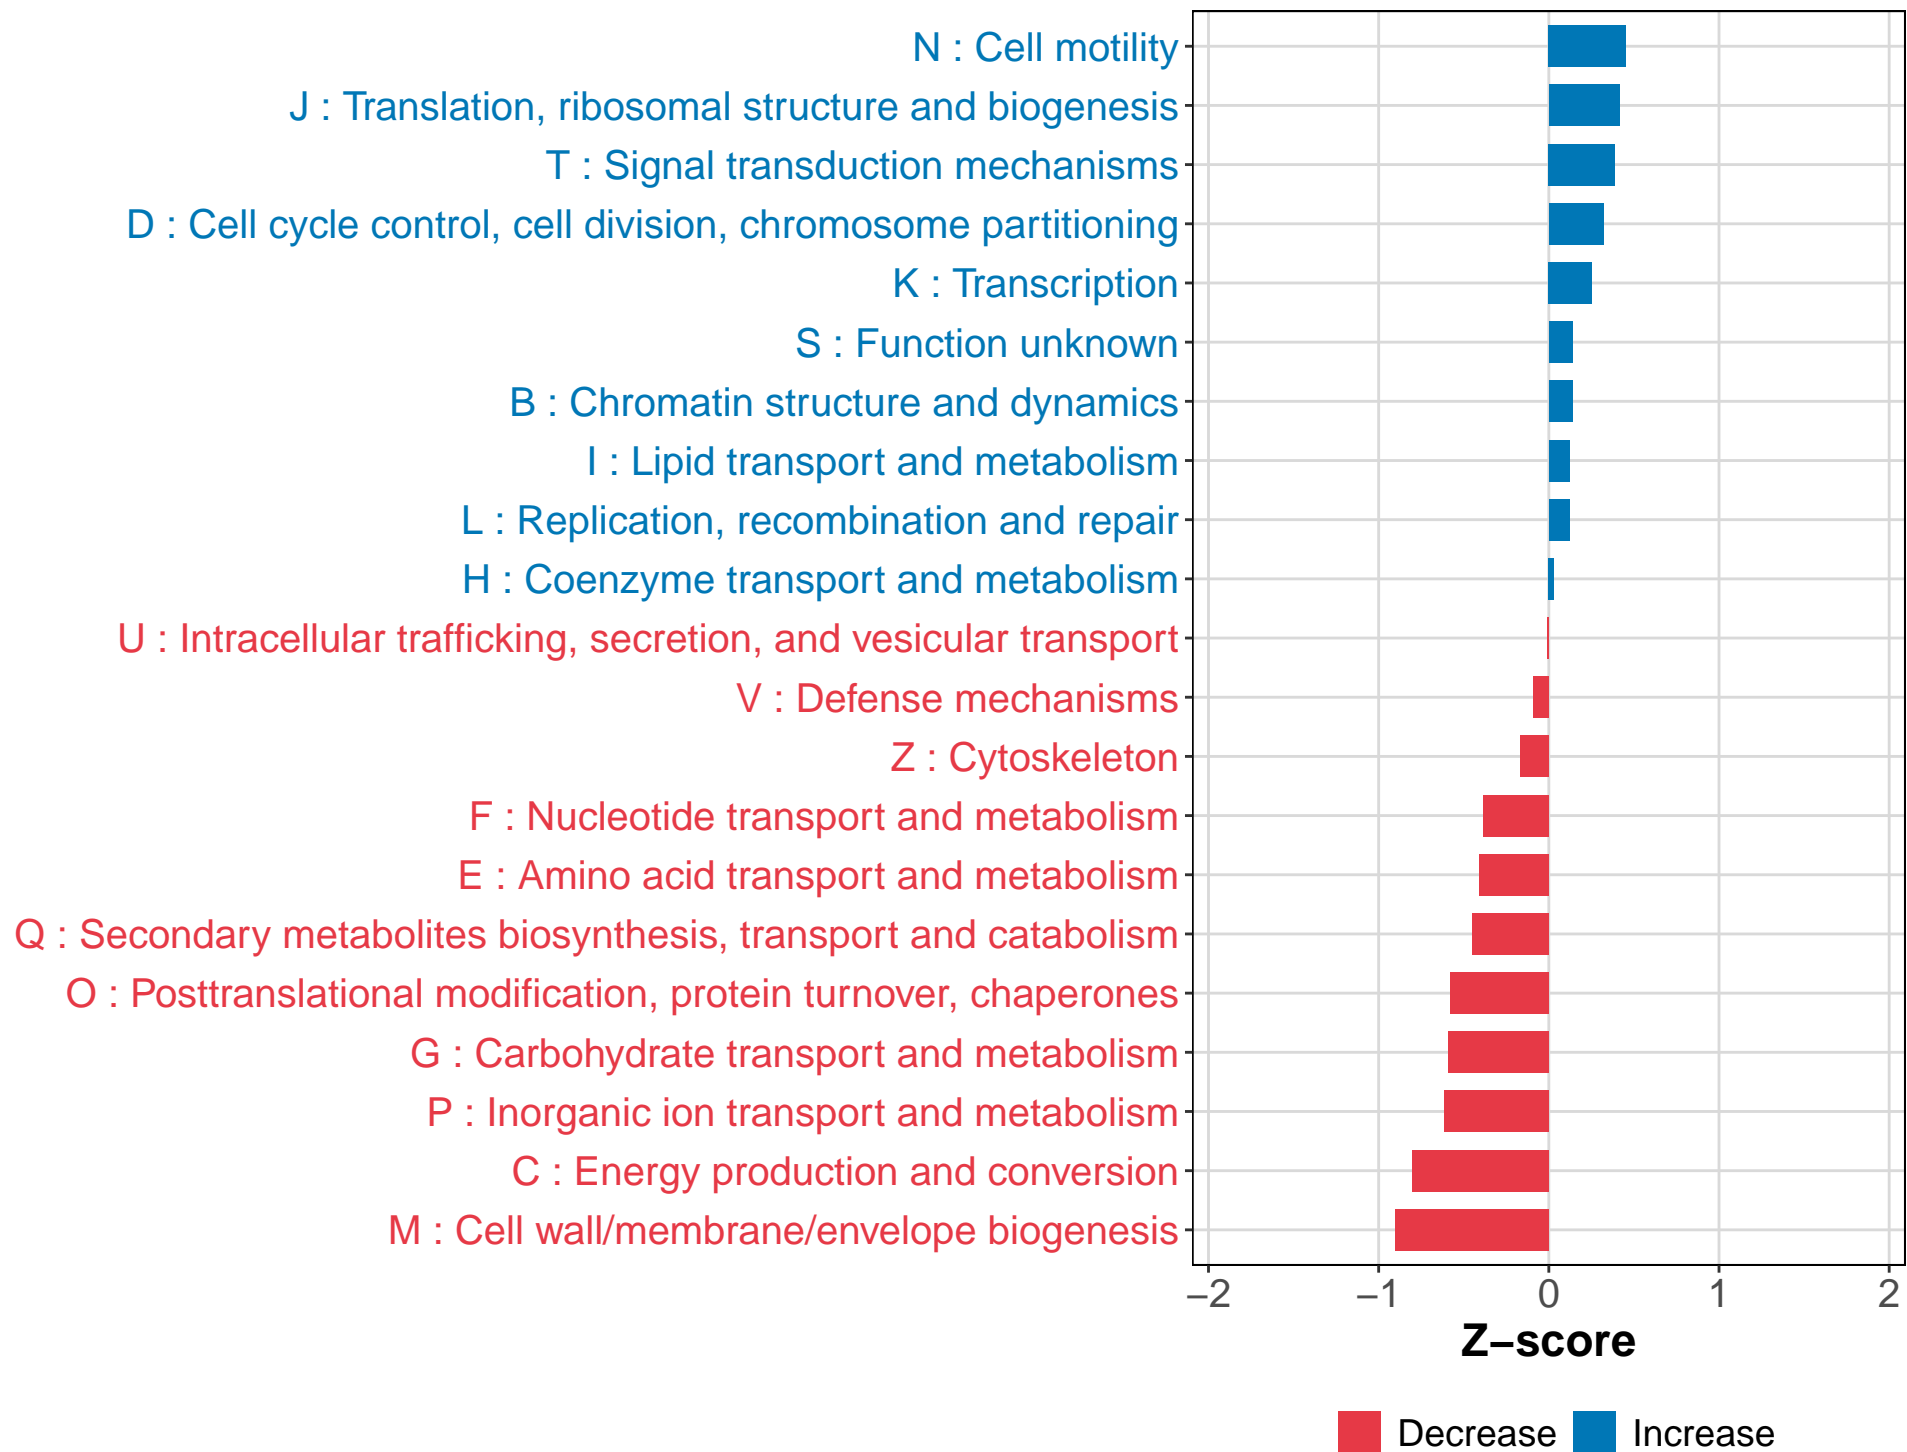 N : Cell motility
J : Translation, ribosomal structure and biogenesis
T : Signal transduction mechanisms
D : Cell cycle control, cell division, chromosome partitioning
K : Transcription
S : Function unknown
B : Chromatin structure and dynamics
I : Lipid transport and metabolism
L : Replication, recombination and repair
H : Coenzyme transport and metabolism
U : Intracellular trafficking, secretion, and vesicular transport
V : Defense mechanisms
Z : Cytoskeleton
F : Nucleotide transport and metabolism
E : Amino acid transport and metabolism
Q : Secondary metabolites biosynthesis, transport and catabolism
O : Posttranslational modification, protein turnover, chaperones
G : Carbohydrate transport and metabolism
P : Inorganic ion transport and metabolism
C : Energy production and conversion
M : Cell wall/membrane/envelope biogenesis
−2 −1 0 1 2
Z−score
Decrease Increase